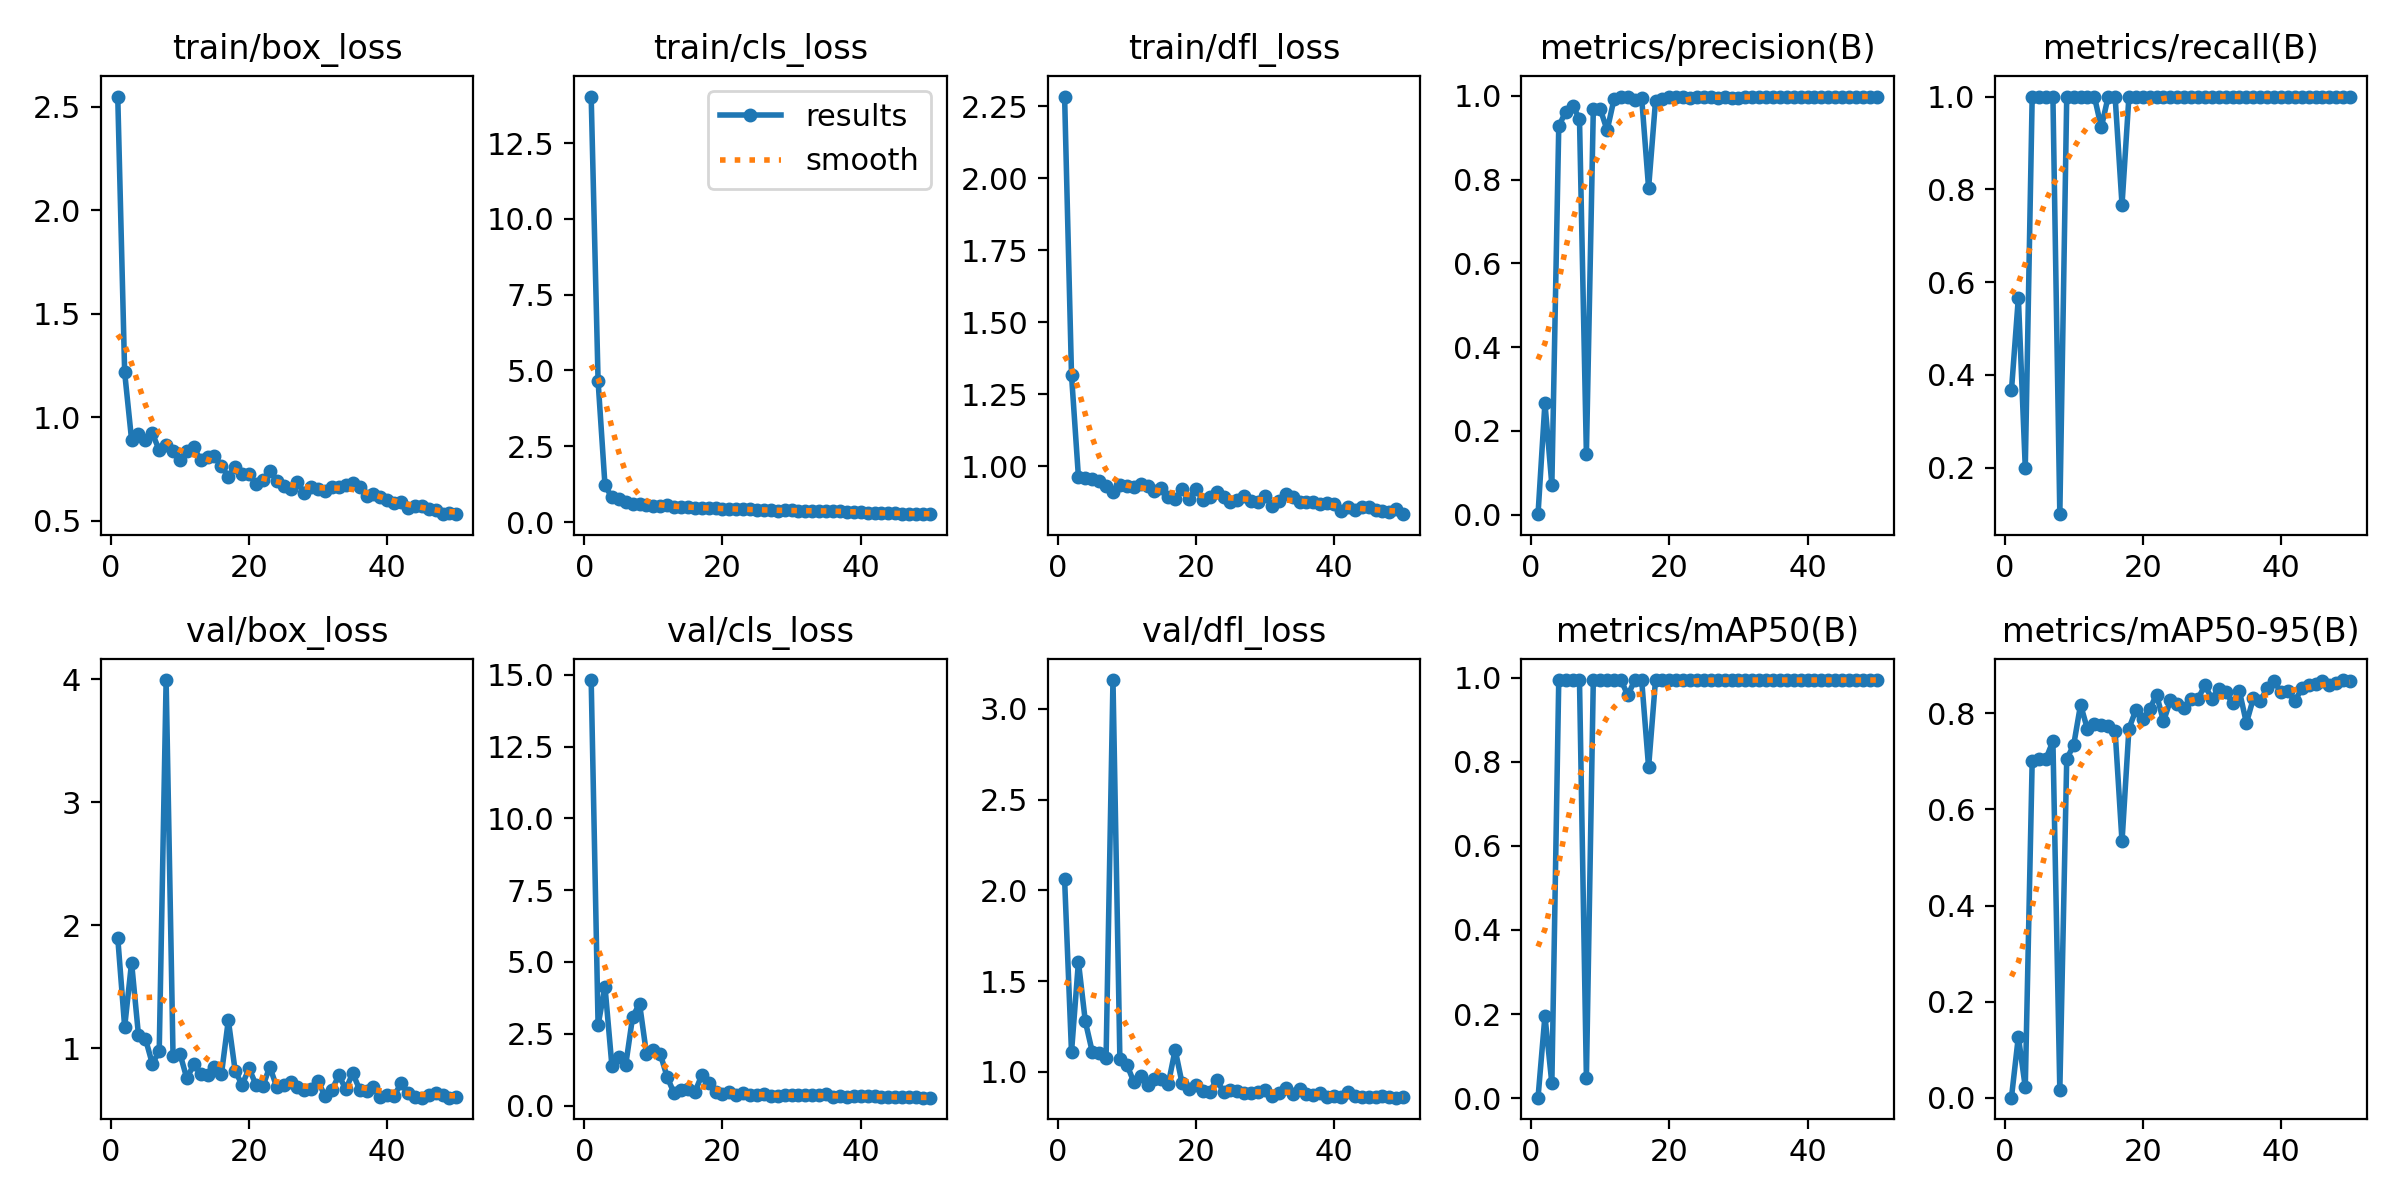 train/box_loss
2.5
2.0
1.5
1.0
0.5
0 20 40
train/cls_loss
results
smooth
12.5
10.0
7.5
5.0
2.5
0.0
0 20 40
train/dfl_loss
2.25
2.00
1.75
1.50
1.25
1.00
0 20 40
metrics/precision(B)
1.0
0.8
0.6
0.4
0.2
0.0
0 20 40
metrics/recall(B)
1.0
0.8
0.6
0.4
0.2
0 20 40
val/box_loss
4
3
2
1
0 20 40
val/cls_loss
15.0
12.5
10.0
7.5
5.0
2.5
0.0
0 20 40
val/dfl_loss
3.0
2.5
2.0
1.5
1.0
0 20 40
metrics/mAP50(B)
1.0
0.8
0.6
0.4
0.2
0.0
0 20 40
metrics/mAP50-95(B)
0.8
0.6
0.4
0.2
0.0
0 20 40